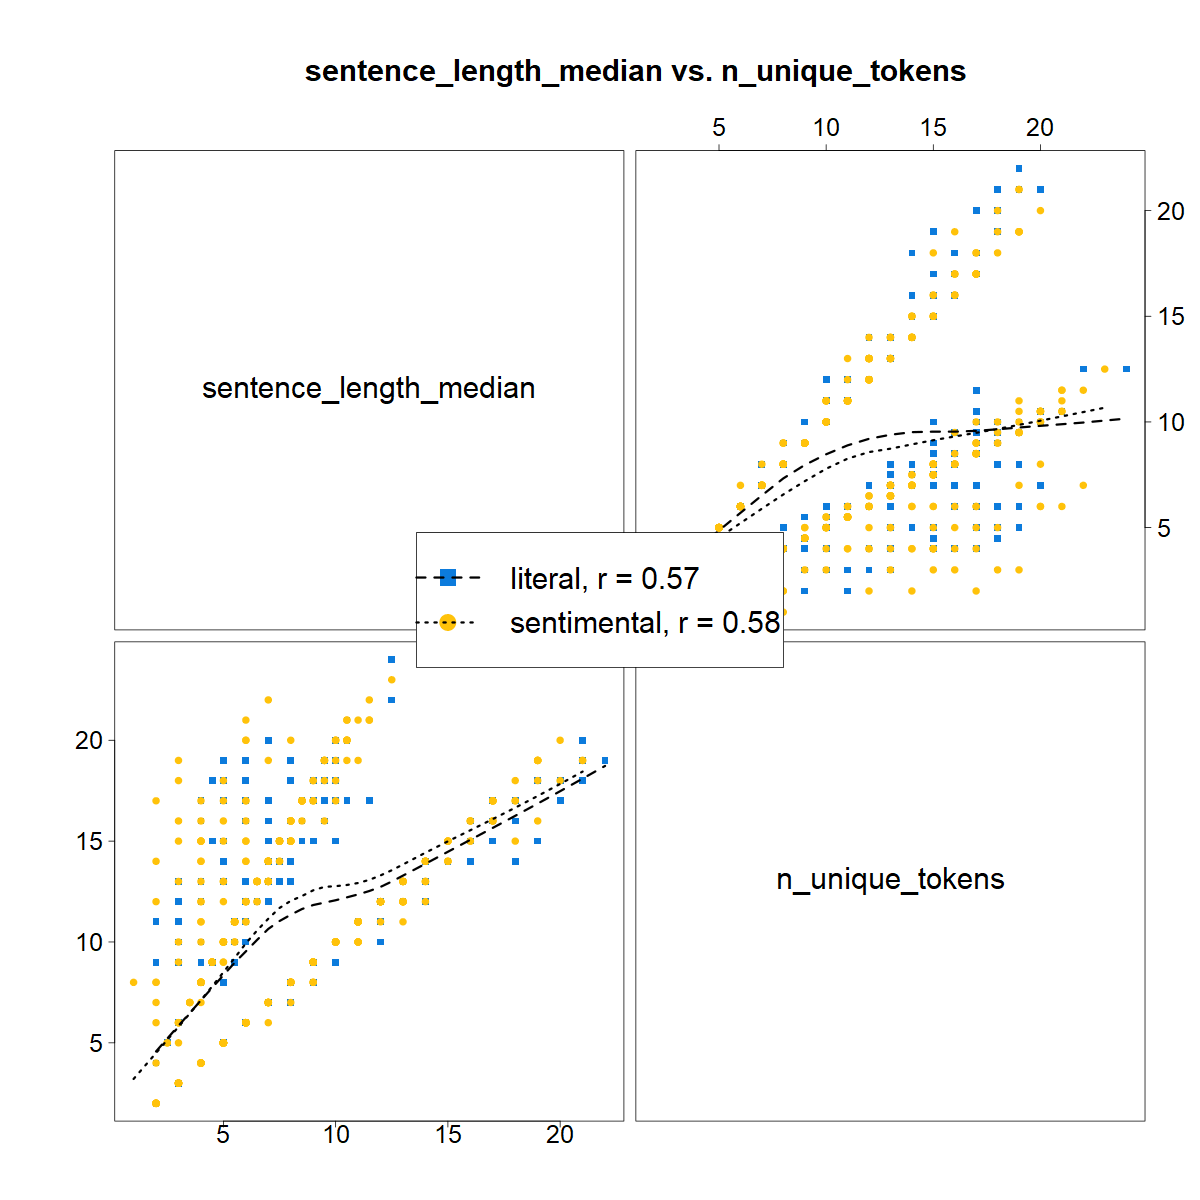 sentence_length_median vs. n_unique_tokens
5 10 15 20
sentence_length_median
20
15
10
5
literal, r = 0.57
sentimental, r = 0.58
20
15
10
5
n_unique_tokens
5 10 15 20